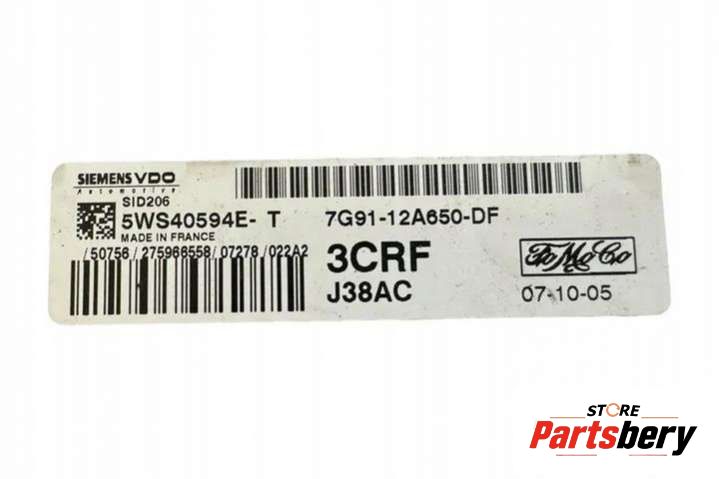 SIEMENS VDO
Automotive
SID206
5WS40594E- T
MADE IN FRANCE
7G91-12A650-DF
/50756/275966558/07278/022A2
3CRF
J38AC
FoMoCo
07-10-05
STORE
Partsbery